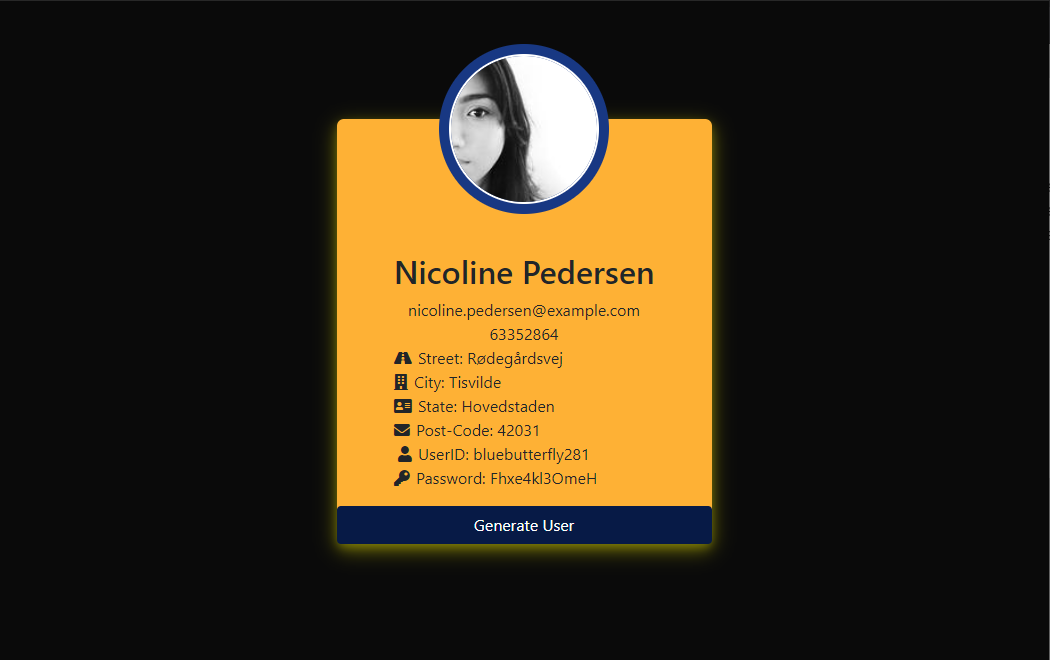 Nicoline Pedersen
nicoline.pedersen@example.com
63352864
Street: Rødegårdsvej
City: Tisvilde
State: Hovedstaden
Post-Code: 42031
UserID: bluebutterfly281
Password: Fhxe4kl3OmeH
Generate User